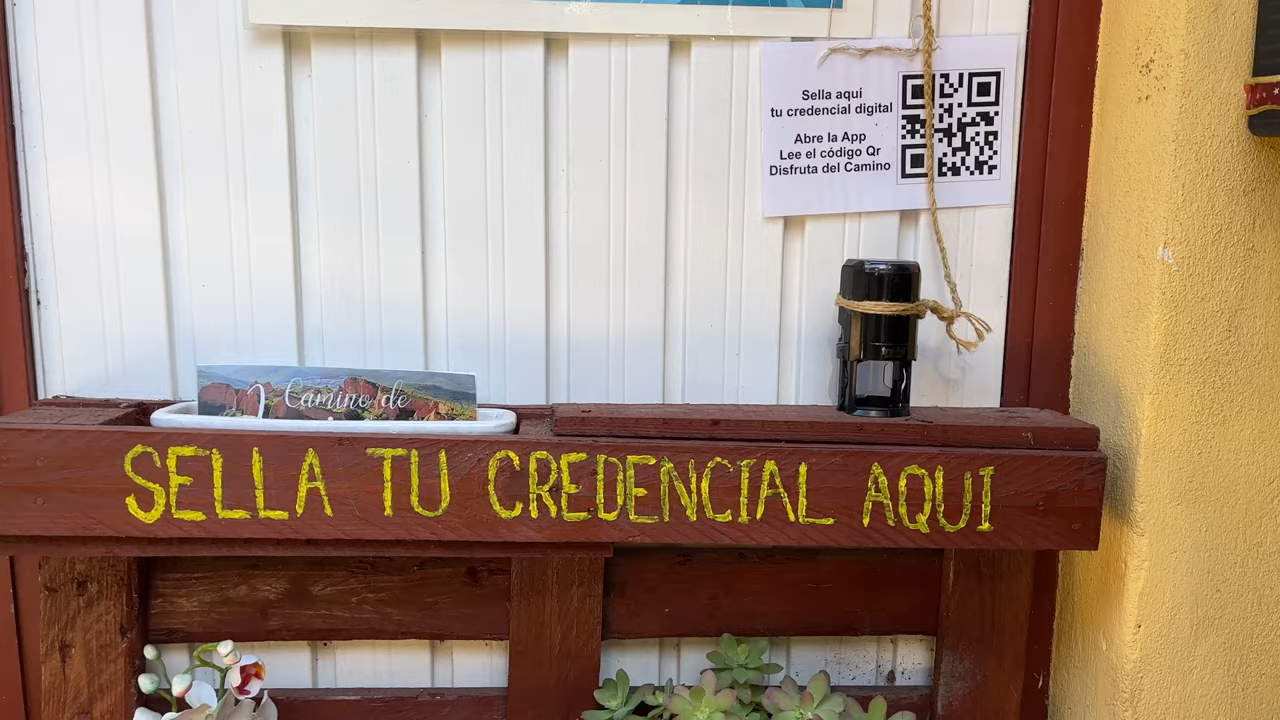 Sella aquí
tu credencial digital
Abre la App
Lee el código Qr
Disfruta del Camino
Camino de
SELLA TU CREDENCIAL AQUI